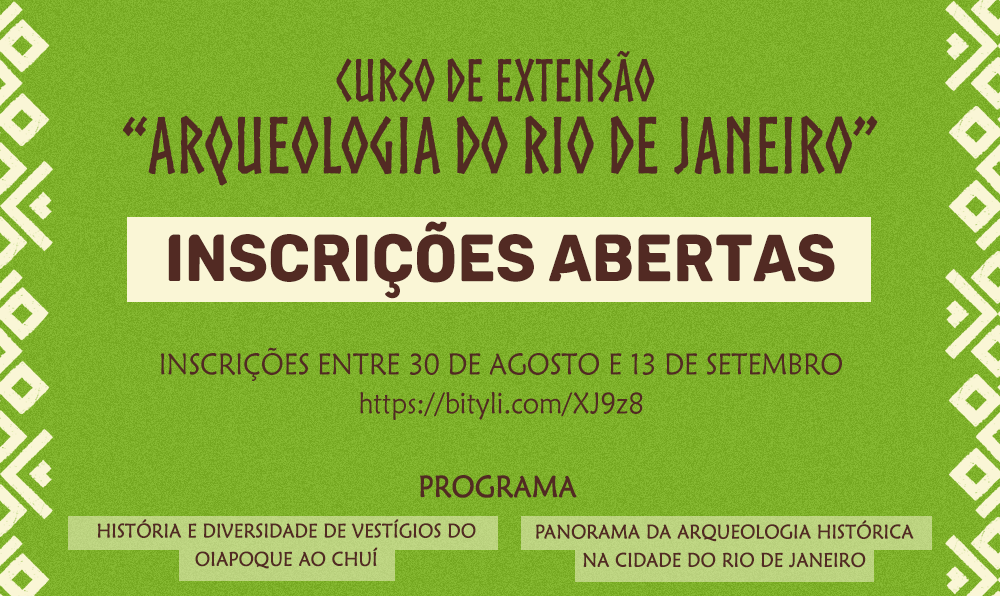 CURSO DE EXTENSÃO
“ARQUEOLOGIA DO RIO DE JANEIRO”
INSCRIÇÕES ABERTAS
INSCRIÇÕES ENTRE 30 DE AGOSTO E 13 DE SETEMBRO
https://bityli.com/XJ9z8
PROGRAMA
HISTÓRIA E DIVERSIDADE DE VESTÍGIOS DO
OIAPOQUE AO CHUÍ
PANORAMA DA ARQUEOLOGIA HISTÓRICA
NA CIDADE DO RIO DE JANEIRO